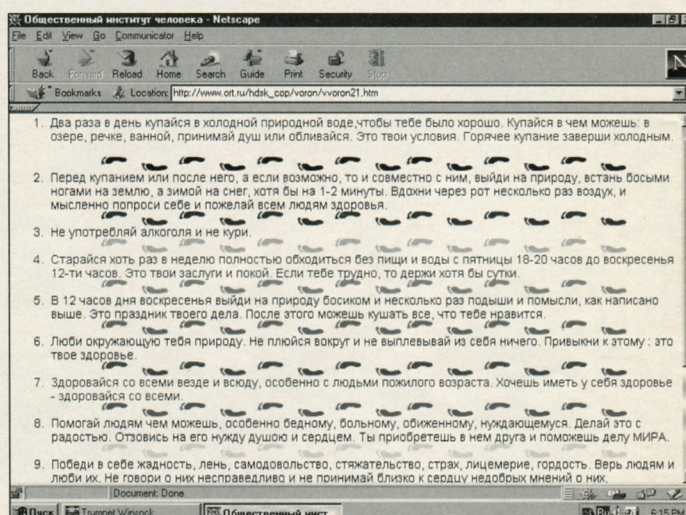 Общественный институт человека - Netscape
File Edit View Go Communicator Help
Back Forward Reload Home Search Guide Print Security Stop
N
Bookmarks Location: http://www.ort.ru/hdsk_cop/voron/vvoron21.htm
1. Два раза в день купайся в холодной природной воде,чтобы тебе было хорошо. Купайся в чем можешь: в
озере, речке, ванной, принимай душ или обливайся. Это твои условия. Горячее купание заверши холодным.
2. Перед купанием или после него, а если возможно, то и совместно с ним, выйди на природу, встань босыми
ногами на землю, а зимой на снег, хотя бы на 1-2 минуты. Вдохни через рот несколько раз воздух, и
мысленно попроси себе и пожелай всем людям здоровья.
3. Не употребляй алкоголя и не кури.
4. Старайся хоть раз в неделю полностью обходиться без пищи и воды с пятницы 18-20 часов до воскресенья
12-ти часов. Это твои заслуги и покой. Если тебе трудно, то держи хотя бы сутки.
5. В 12 часов дня воскресенья выйди на природу босиком и несколько раз подыши и помысли, как написано
выше. Это праздник твоего дела. После этого можешь кушать все, что тебе нравится.
6. Люби окружающую тебя природу. Не плюйся вокруг и не выплевывай из себя ничего. Привыкни к этому : это
твое здоровье.
7. Здоровайся со всеми везде и всюду, особенно с людьми пожилого возраста. Хочешь иметь у себя здоровье
- здоровайся со всеми.
8. Помогай людям чем можешь, особенно бедному, больному, обиженному, нуждающемуся. Делай это с
радостью. Отзовись на его нужду душою и сердцем. Ты приобретешь в нем друга и поможешь делу МИРА.
9. Победи в себе жадность, лень, самодовольство, стяжательство, страх, лицемерие, гордость. Верь людям и
люби их. Не говори о них несправедливо и не принимай близко к сердцу недобрых мнений о них.
Document: Done
Пуск Trumpet Winsock Общественный инст... 6:15 PM